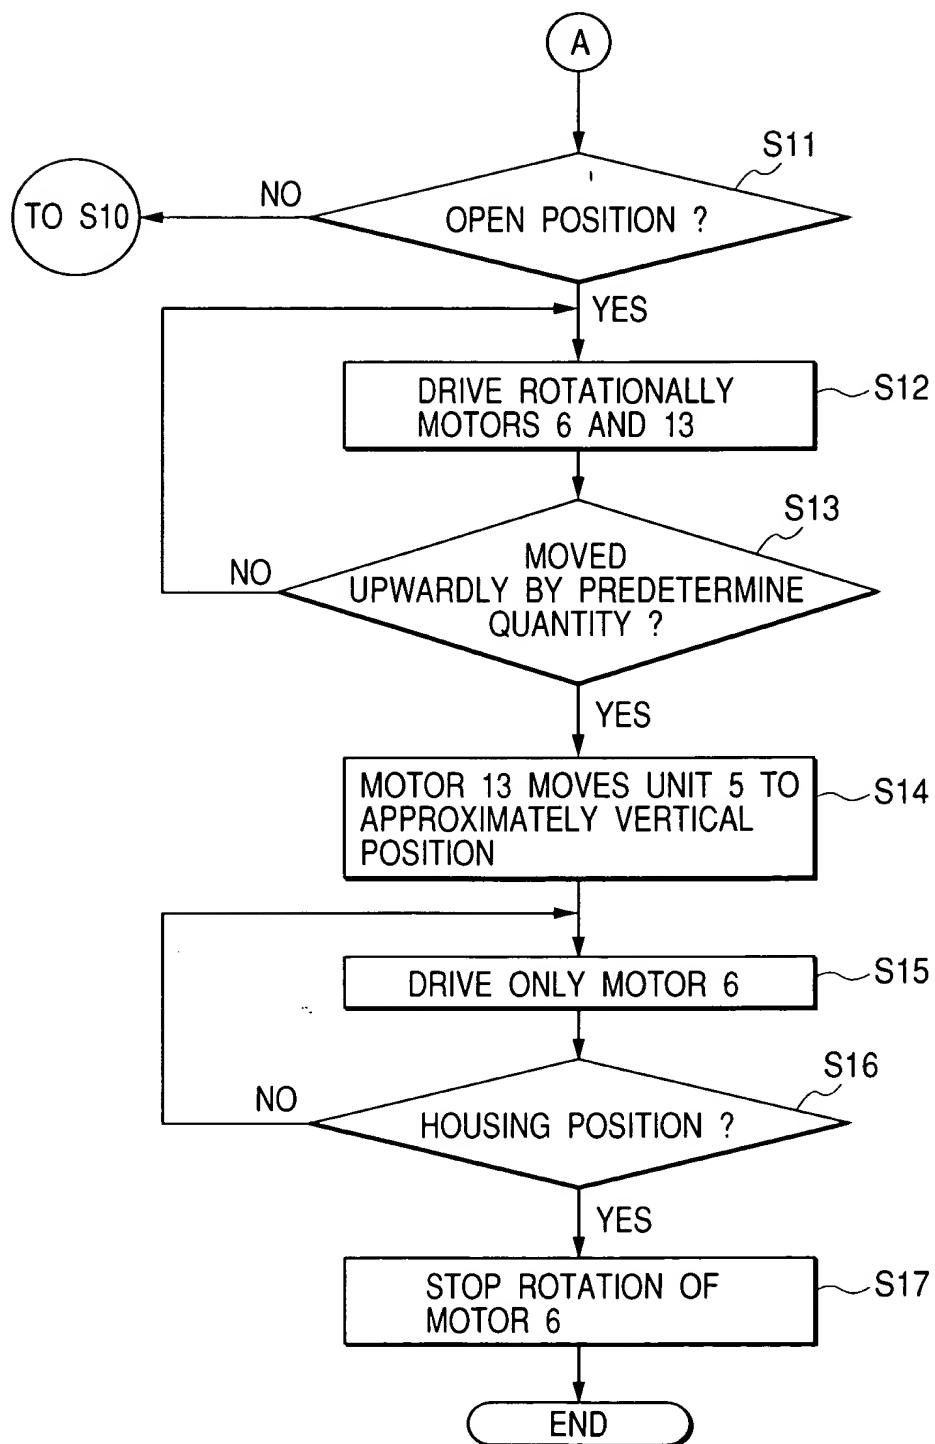 A
S11
TO S10
NO
OPEN POSITION ?
YES
DRIVE ROTATIONALLY
MOTORS 6 AND 13
S12
S13
NO
MOVED
UPWARDLY BY PREDETERMINE
QUANTITY ?
YES
MOTOR 13 MOVES UNIT 5 TO
APPROXIMATELY VERTICAL
POSITION
S14
DRIVE ONLY MOTOR 6
S15
S16
NO
HOUSING POSITION ?
YES
STOP ROTATION OF
MOTOR 6
S17
END